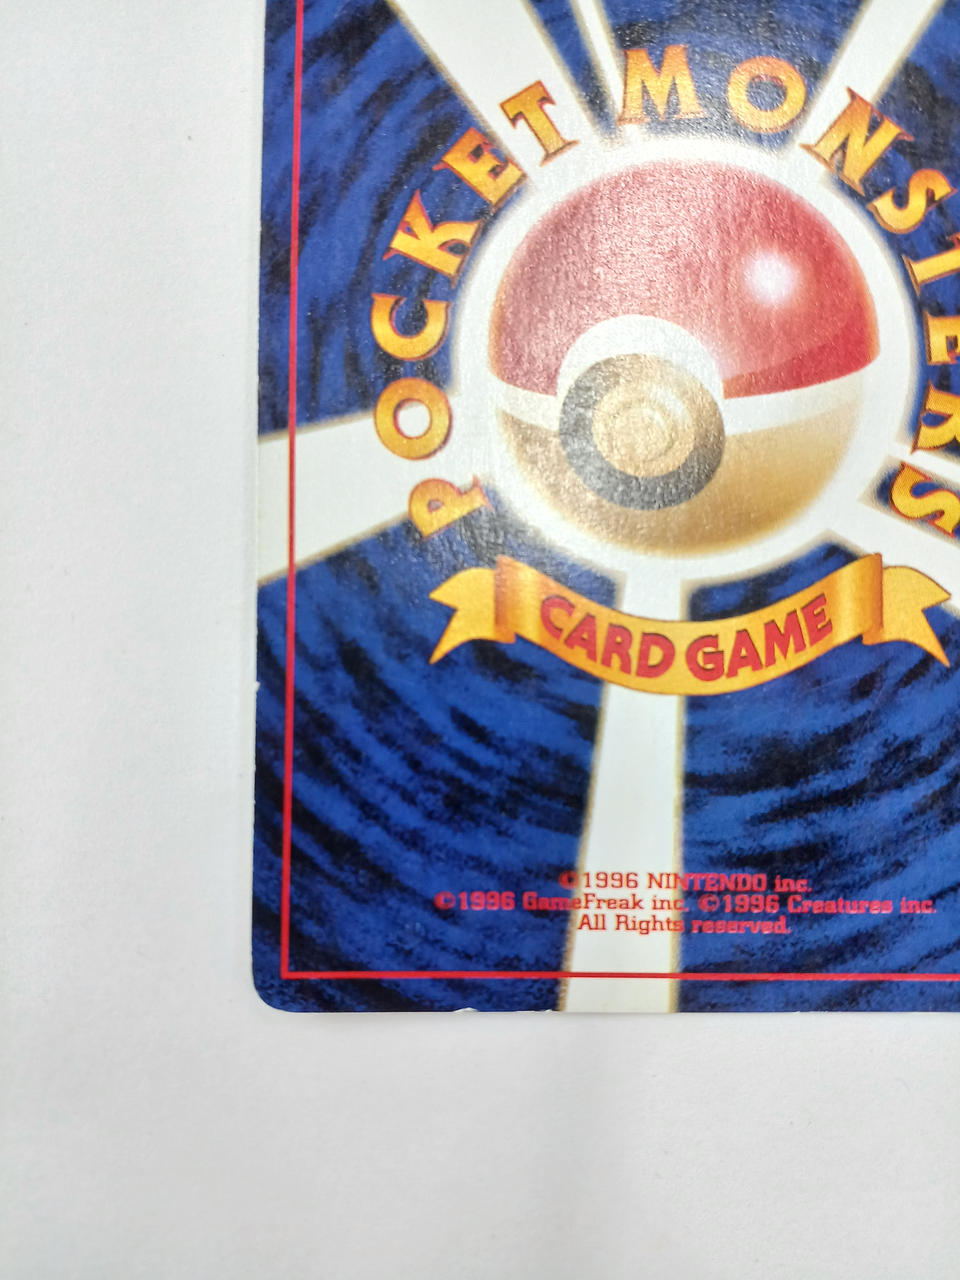 POCKET MONSTERS
CARD GAME
©1996 NINTENDO inc.
©1996 GameFreak inc. ©1996 Creatures inc.
All Rights reserved.